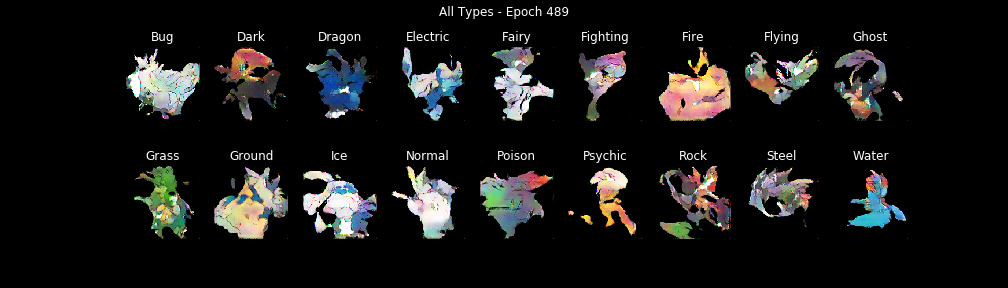 All Types - Epoch 489
Bug Dark Dragon Electric Fairy Fighting Fire Flying Ghost
Grass Ground Ice Normal Poison Psychic Rock Steel Water